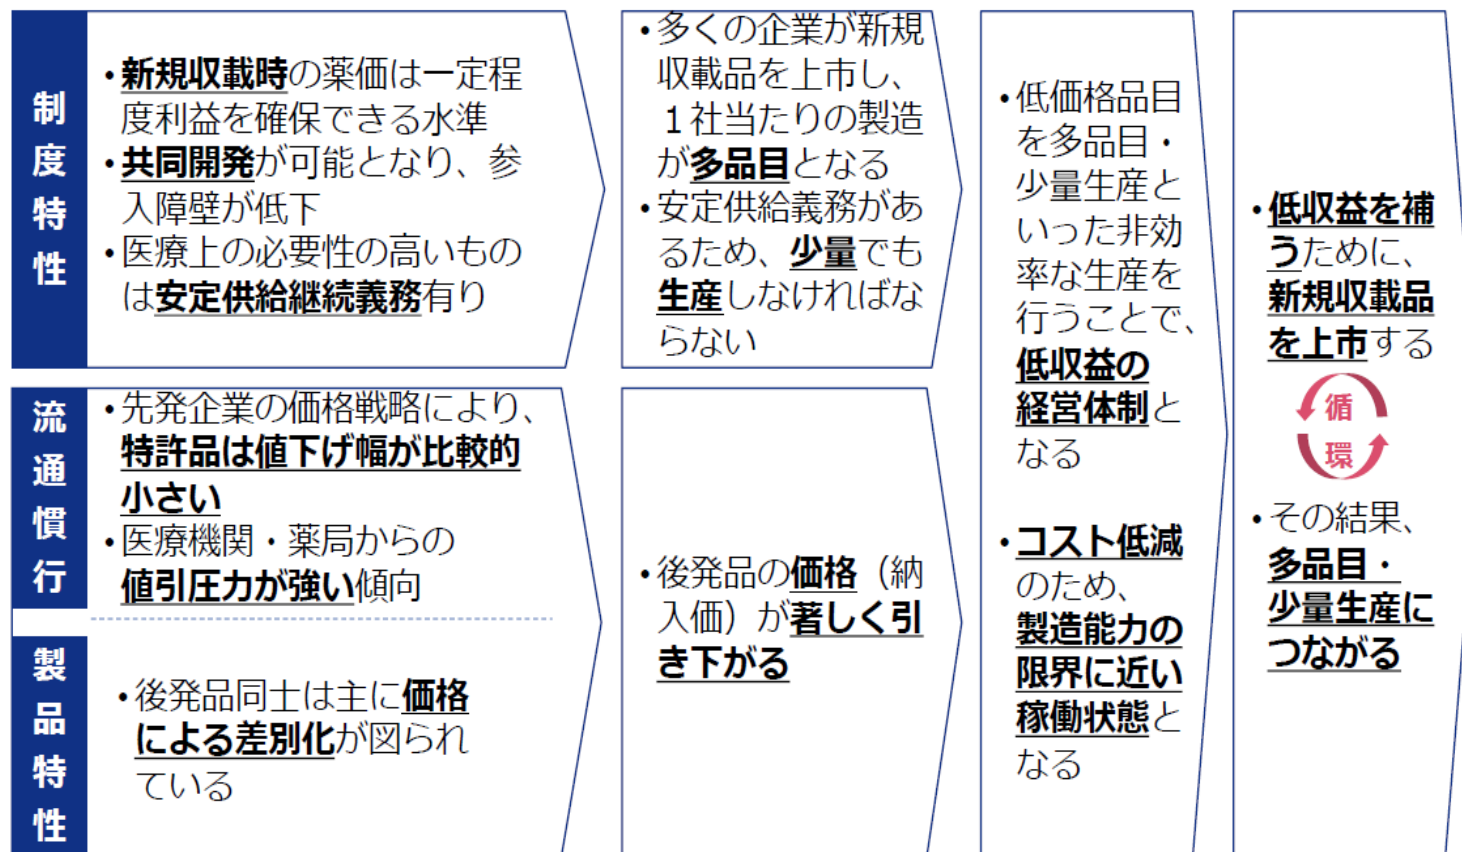 制度特性
・新規収載時の薬価は一定程
度利益を確保できる水準
・共同開発が可能となり、参
入障壁が低下
・医療上の必要性の高いもの
は安定供給継続義務有り
・多くの企業が新規
収載品を上市し、
１社当たりの製造
が多品目となる
・安定供給義務があ
るため、少量でも
生産しなければな
らない
流通慣行
・先発企業の価格戦略により、
特許品は値下げ幅が比較的
小さい
・医療機関・薬局からの
値引圧力が強い傾向
製品特性
・後発品同士は主に価格
による差別化が図られ
ている
・後発品の価格（納
入価）が著しく引
き下がる
・低価格品目
を多品目・
少量生産と
いった非効
率な生産を
行うことで、
低収益の
経営体制と
なる
・コスト低減
のため、
製造能力の
限界に近い
稼働状態と
なる
・低収益を補
うために、
新規収載品
を上市する
循
環
・その結果、
多品目・
少量生産に
つながる